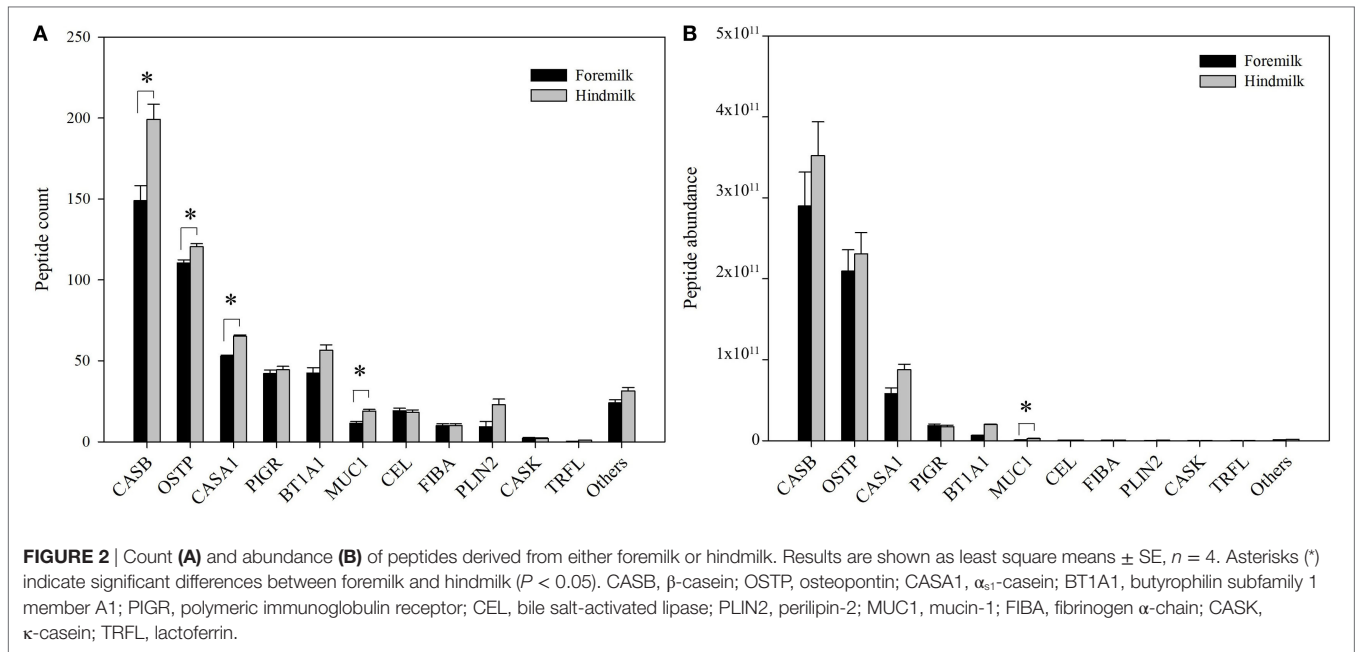 A
250
200
150
100
50
0
Peptide count
Foremilk
Hindmilk
*
*
*
*
CASB
OSTP
CASA1
PIGR
BT1A1
MUC1
CEL
FIBA
PLIN2
CASK
TRFL
Others
B
5x10¹¹
4x10¹¹
3x10¹¹
2x10¹¹
1x10¹¹
0
Peptide abundance
Foremilk
Hindmilk
*
CASB
OSTP
CASA1
PIGR
BT1A1
MUC1
CEL
FIBA
PLIN2
CASK
TRFL
Others
FIGURE 2 | Count (A) and abundance (B) of peptides derived from either foremilk or hindmilk. Results are shown as least square means ± SE, n = 4. Asterisks (*)
indicate significant differences between foremilk and hindmilk (P < 0.05). CASB, β-casein; OSTP, osteopontin; CASA1, αs1-casein; BT1A1, butyrophilin subfamily 1
member A1; PIGR, polymeric immunoglobulin receptor; CEL, bile salt-activated lipase; PLIN2, perilipin-2; MUC1, mucin-1; FIBA, fibrinogen α-chain; CASK,
κ-casein; TRFL, lactoferrin.